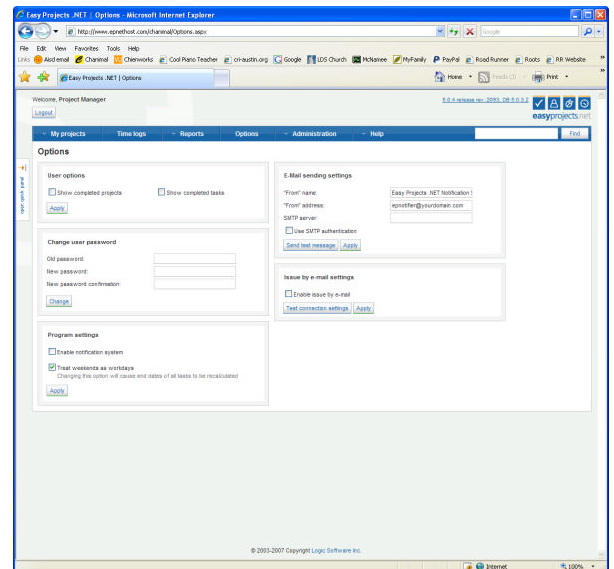 Easy Projects .NET | Options - Microsoft Internet Explorer
http://www.epnethost.com/chanimal/Options.aspx
Google
File Edit View Favorites Tools Help
Links Aisd email Chanimal Chienworks Cool Piano Teacher cri-austin.org Google LDS Church McNamee MyFamily PayPal Road Runner Roots RR Website
Easy Projects .NET | Options
Home Feeds (J) Print
Welcome, Project Manager
Logout
easyprojects.net
My projects Time logs Reports Options Administration Help Find
Options
open quick panel
User options
Show completed projects Show completed tasks
Apply
Change user password
Old password:
New password:
New password confirmation:
Change
Program settings
Enable notification system
Treat weekends as workdays
Changing this option will cause end dates of all tasks to be recalculated
Apply
E-Mail sending settings
"From" name: Easy Projects .NET Notification S
"From" address: epnotifier@yourdomain.com
SMTP server:
Use SMTP authentication
Send test message Apply
Issue by e-mail settings
Enable issue by e-mail
Test connection settings Apply
© 2003-2007 Copyright Logic Software Inc.
Internet 100%